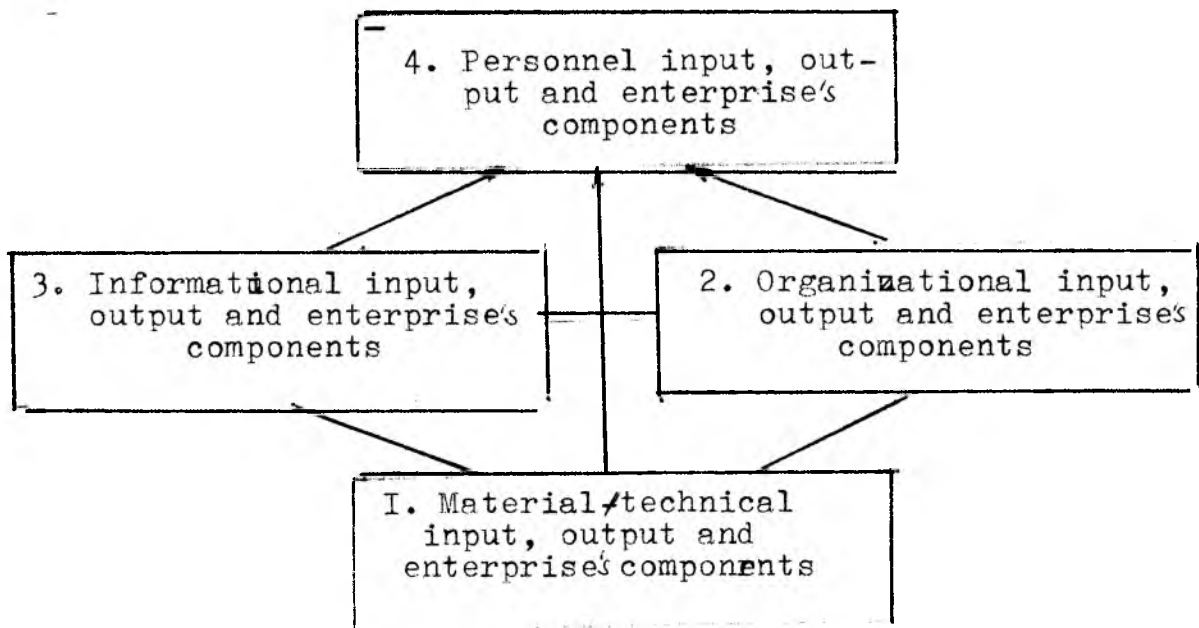 4. Personnel input, out-
put and enterprise's
components
3. Informational input,
output and enterprise's
components
2. Organizational input,
output and enterprise's
components
I. Material/technical
input, output and
enterprise's components